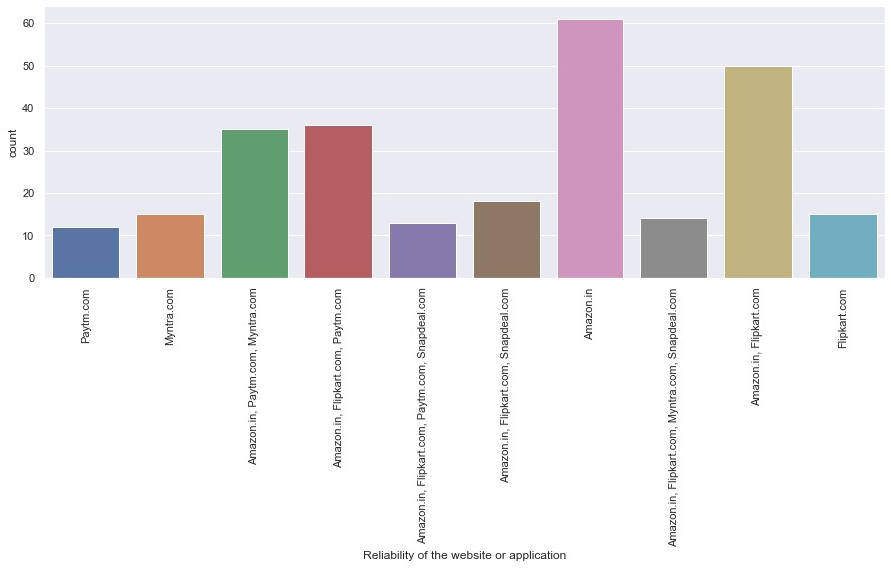 60
50
40
30
20
10
0
count
Paytm.com
Myntra.com
Amazon.in, Paytm.com, Myntra.com
Amazon.in, Flipkart.com, Paytm.com
Amazon.in, Flipkart.com, Paytm.com, Snapdeal.com
Amazon.in, Flipkart.com, Snapdeal.com
Amazon.in
Amazon.in, Flipkart.com, Myntra.com, Snapdeal.com
Amazon.in, Flipkart.com
Flipkart.com
Reliability of the website or application